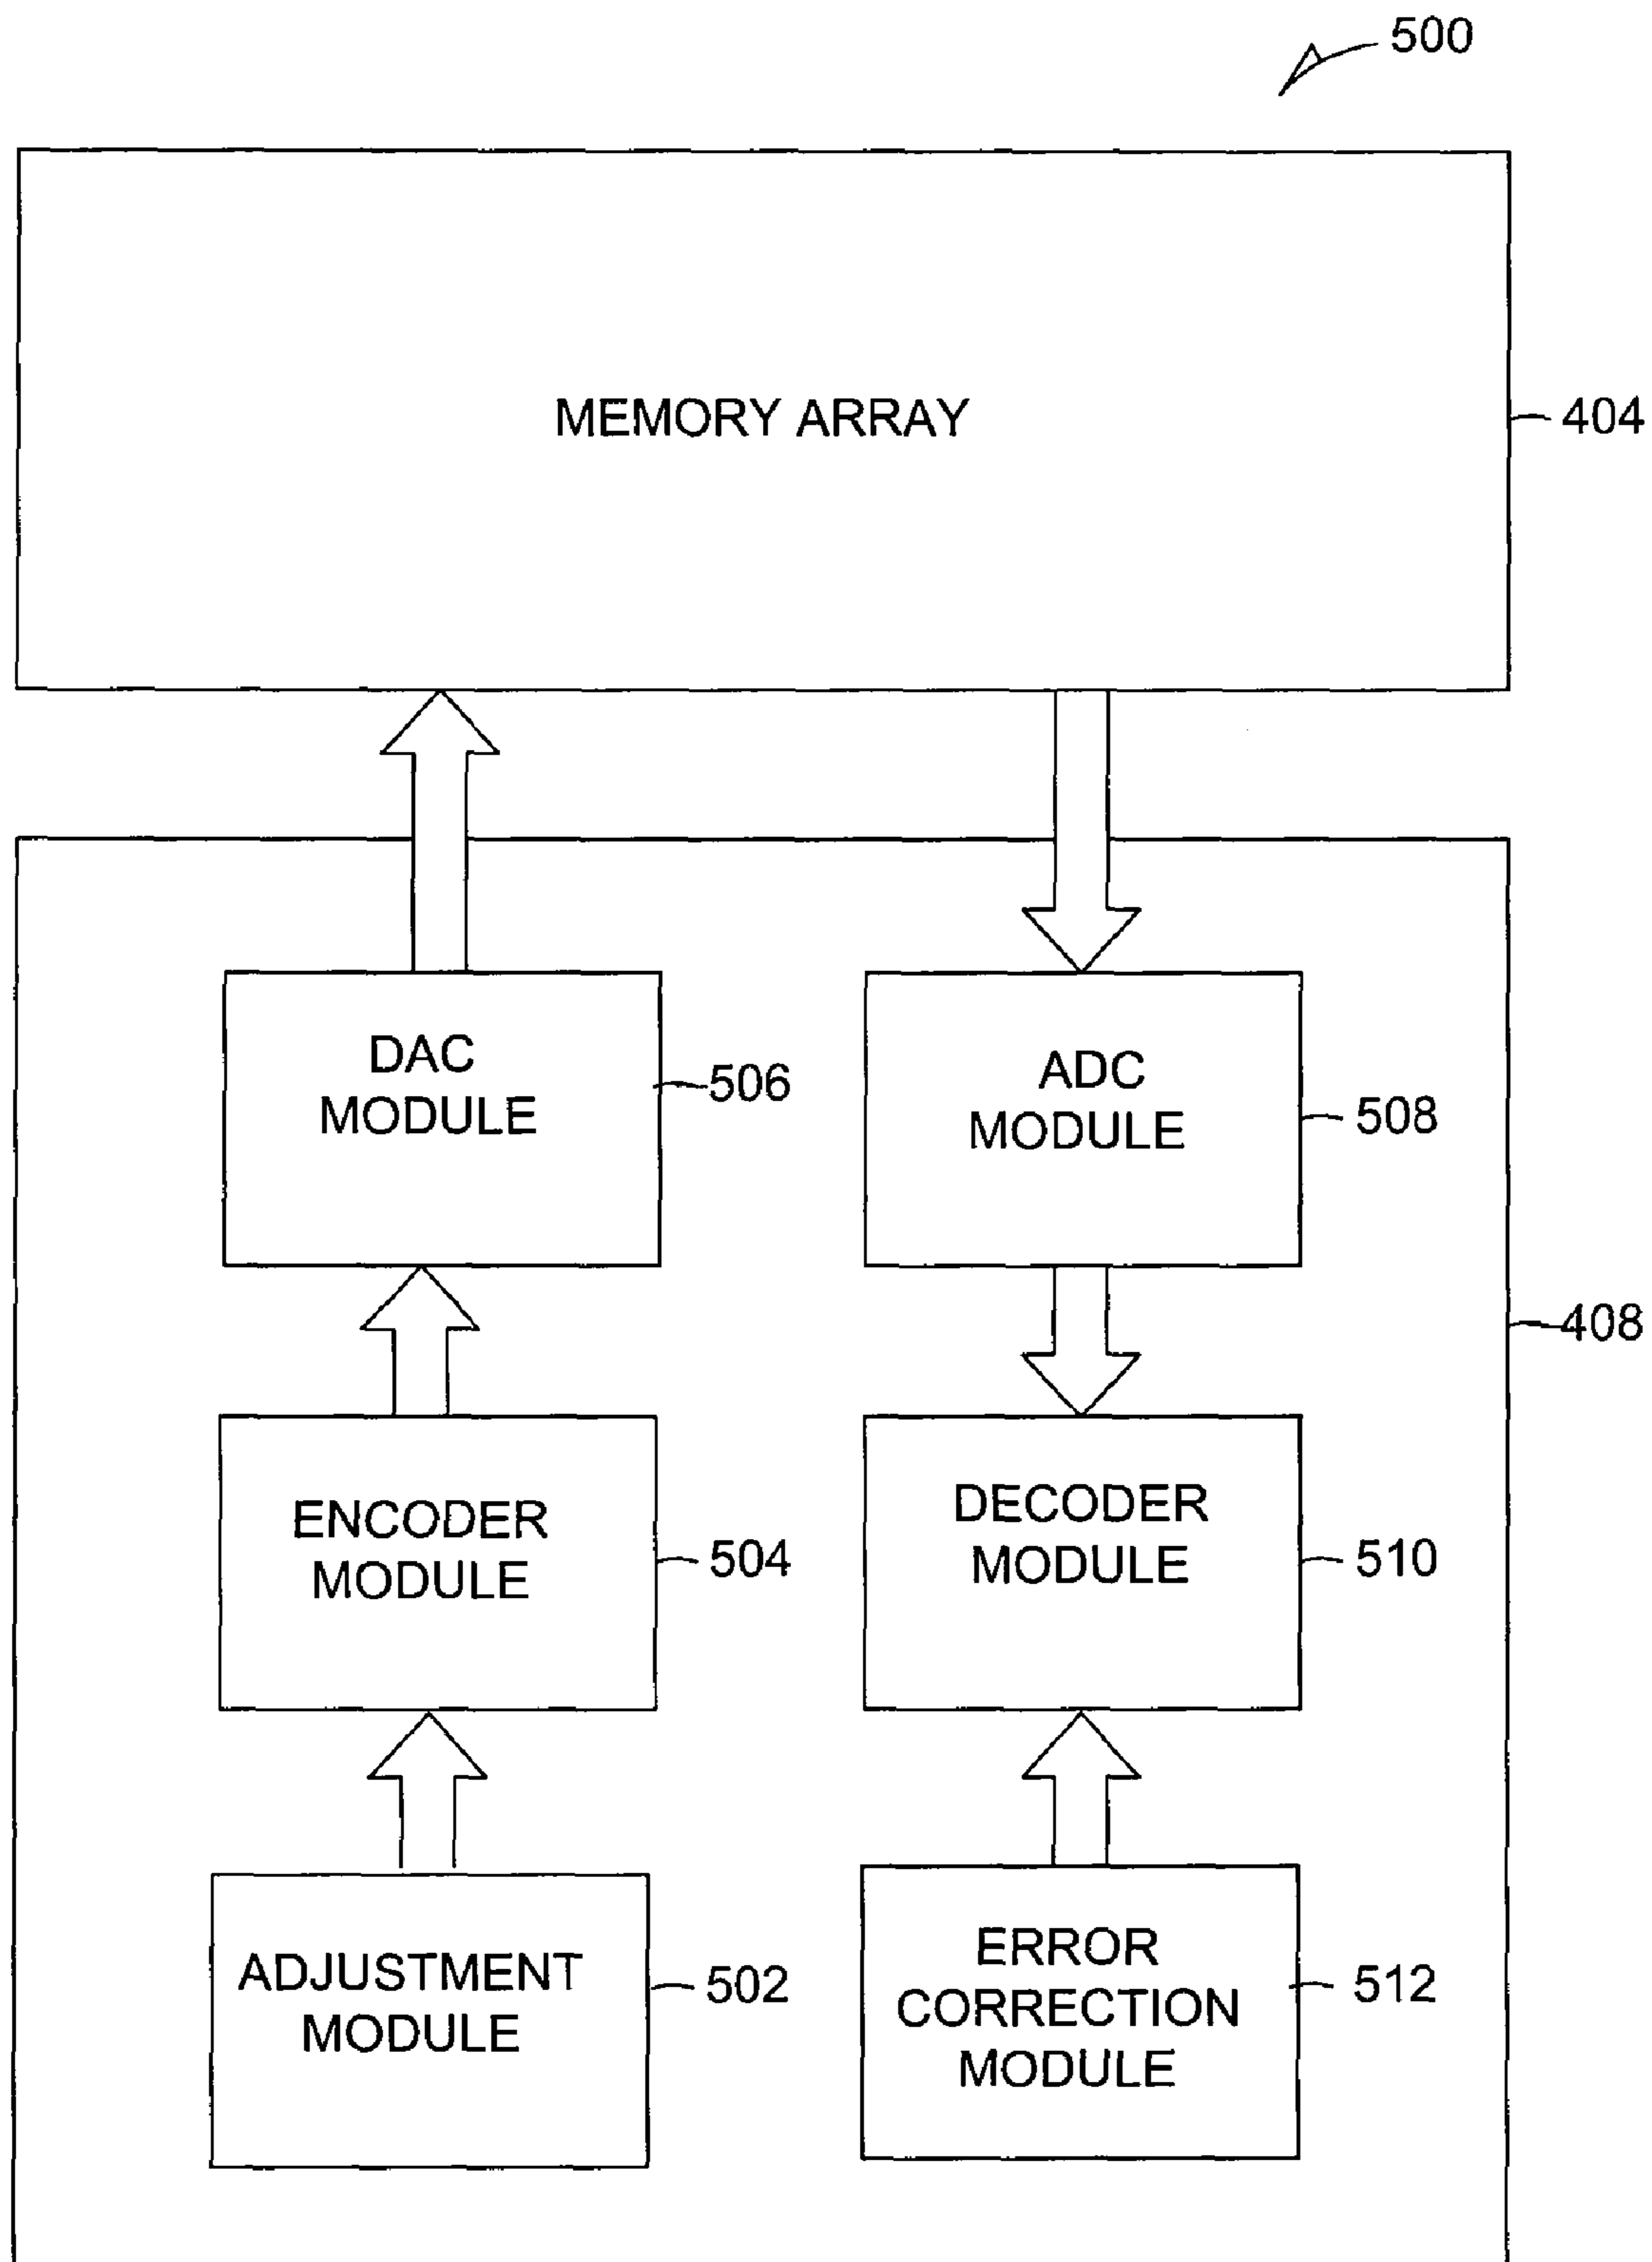 500
MEMORY ARRAY
404
DAC
MODULE
506
ADC
MODULE
508
408
ENCODER
MODULE
504
DECODER
MODULE
510
ADJUSTMENT
MODULE
502
ERROR
CORRECTION
MODULE
512